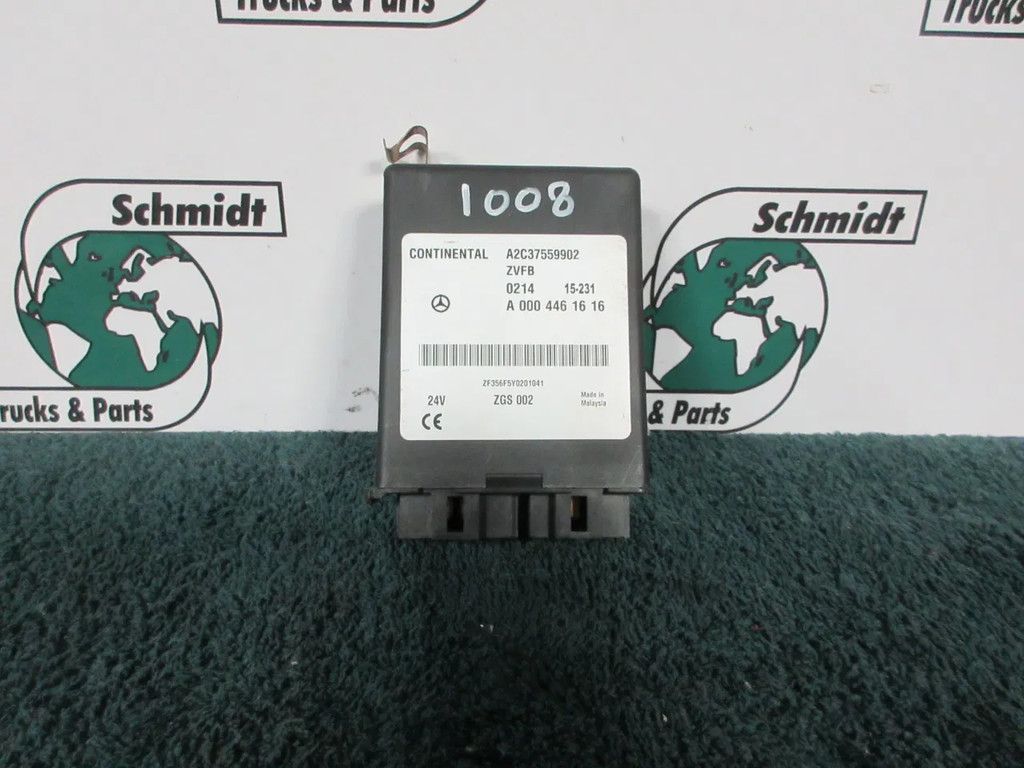 Trucks & Parts
Trucks
Schmidt
Schmidt
1008
CONTINENTAL A2C37559902
ZVFB
0214 15-231
A 000 446 16 16
ZF356F5Y0201041
24V ZGS 002 Made in
Malaysia
CE
rucks & Parts
& Parts